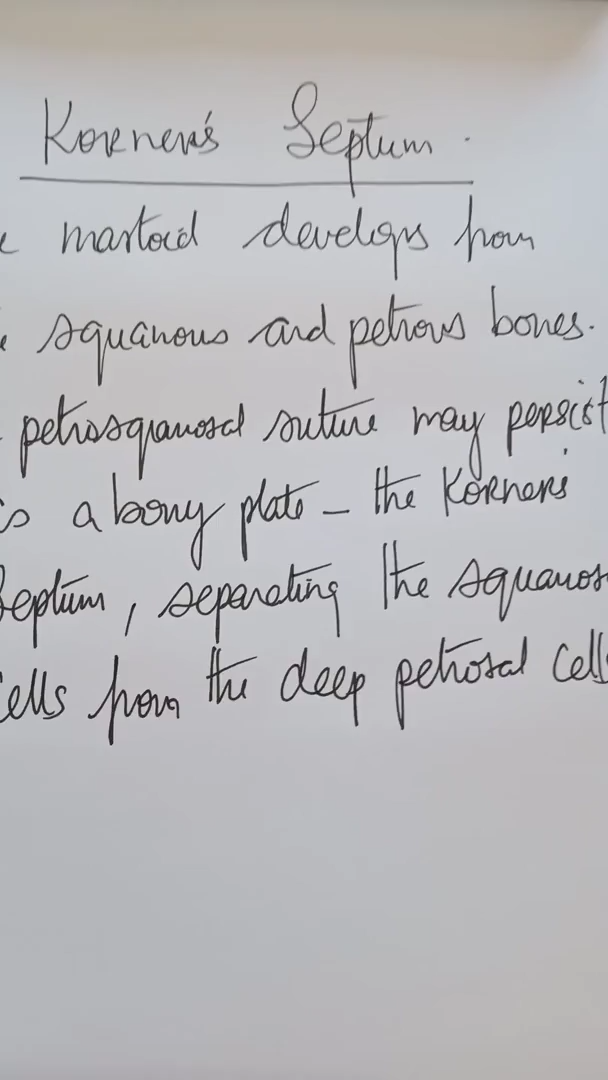 Korner's Septum.
mastoid develops from
squamous and petrous bones.
petrosquamosal suture may persist
a bony plate – the Korner's
Septum, separating the squamos
cells from the deep petrosal cells